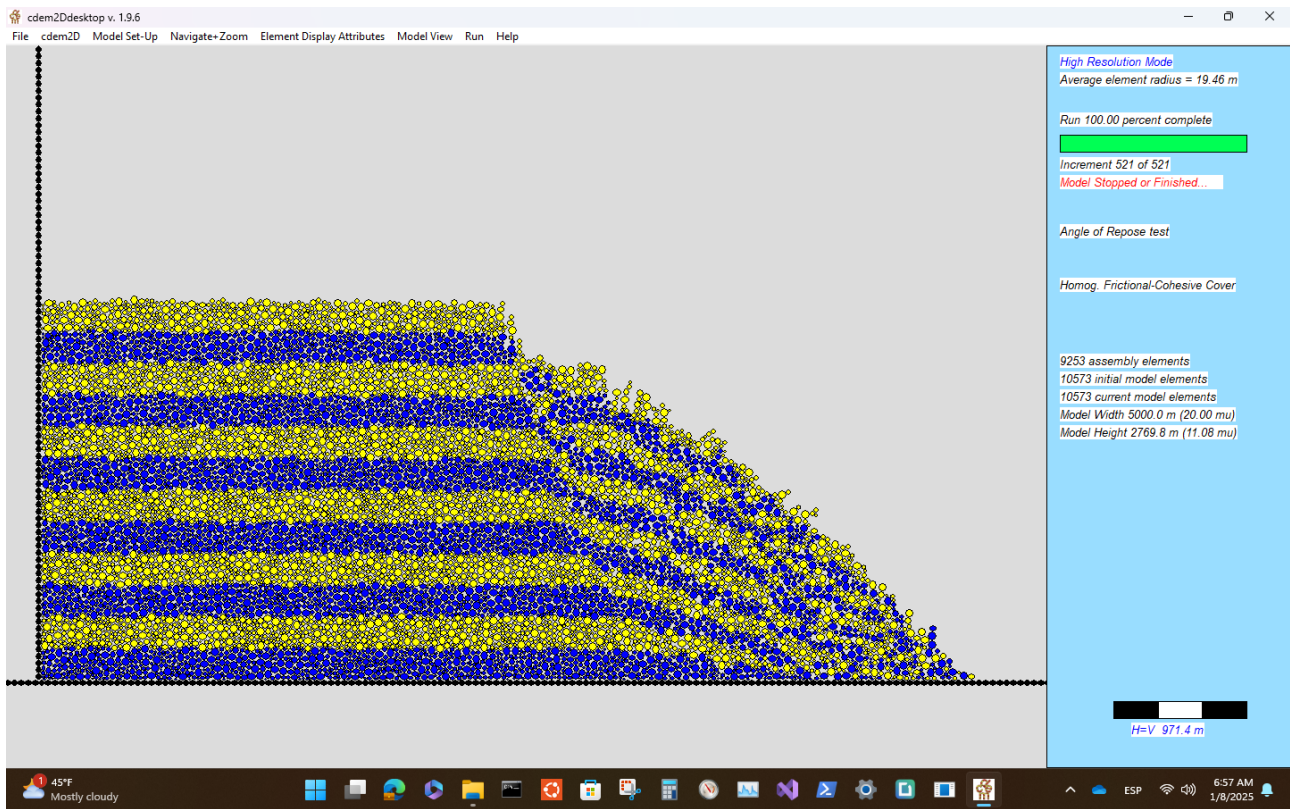 cdem2Ddesktop v. 1.9.6
File cdem2D Model Set-Up Navigate+Zoom Element Display Attributes Model View Run Help
High Resolution Mode
Average element radius = 19.46 m
Run 100.00 percent complete
Increment 521 of 521
Model Stopped or Finished...
Angle of Repose test
Homog. Frictional-Cohesive Cover
9253 assembly elements
10573 initial model elements
10573 current model elements
Model Width 5000.0 m (20.00 mu)
Model Height 2769.8 m (11.08 mu)
H=V 971.4 m
1
45°F
Mostly cloudy
ESP
6:57 AM
1/8/2025